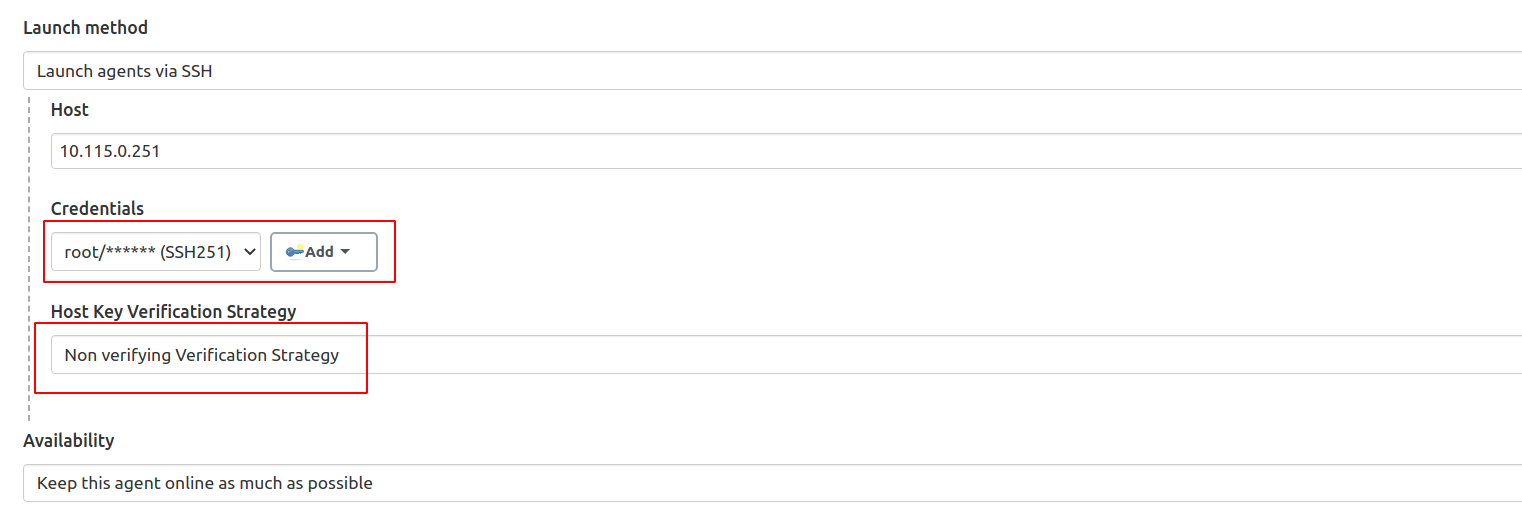 Launch method
Launch agents via SSH
Host
10.115.0.251
Credentials
root/****** (SSH251) Add
Host Key Verification Strategy
Non verifying Verification Strategy
Availability
Keep this agent online as much as possible